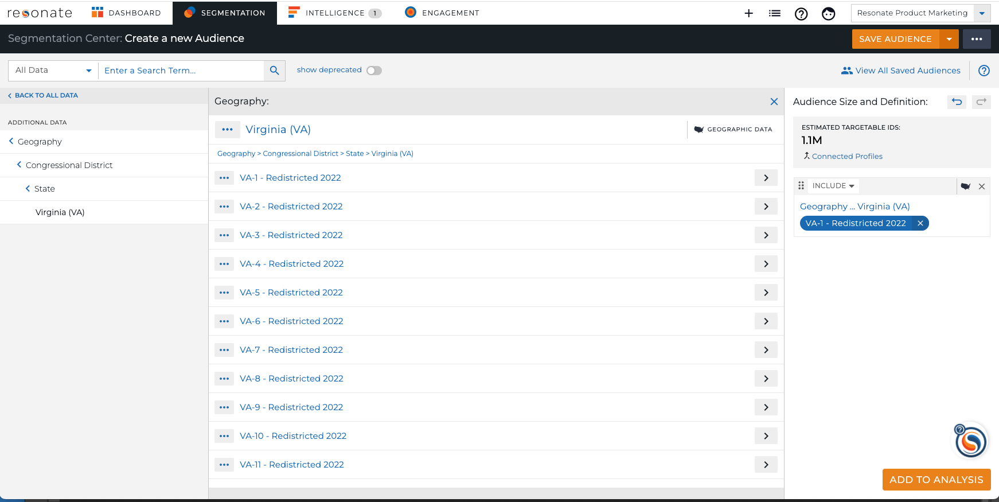 resonate
DASHBOARD
SEGMENTATION
INTELLIGENCE 1
ENGAGEMENT
Resonate Product Marketing
Segmentation Center: Create a new Audience
SAVE AUDIENCE
All Data
Enter a Search Term...
show deprecated
View All Saved Audiences
BACK TO ALL DATA
ADDITIONAL DATA
Geography
Congressional District
State
Virginia (VA)
Geography:
Virginia (VA)
GEOGRAPHIC DATA
Geography > Congressional District > State > Virginia (VA)
VA-1 - Redistricted 2022
VA-2 - Redistricted 2022
VA-3 - Redistricted 2022
VA-4 - Redistricted 2022
VA-5 - Redistricted 2022
VA-6 - Redistricted 2022
VA-7 - Redistricted 2022
VA-8 - Redistricted 2022
VA-9 - Redistricted 2022
VA-10 - Redistricted 2022
VA-11 - Redistricted 2022
Audience Size and Definition:
ESTIMATED TARGETABLE IDS:
1.1M
Connected Profiles
INCLUDE
Geography ... Virginia (VA)
VA-1 - Redistricted 2022
ADD TO ANALYSIS